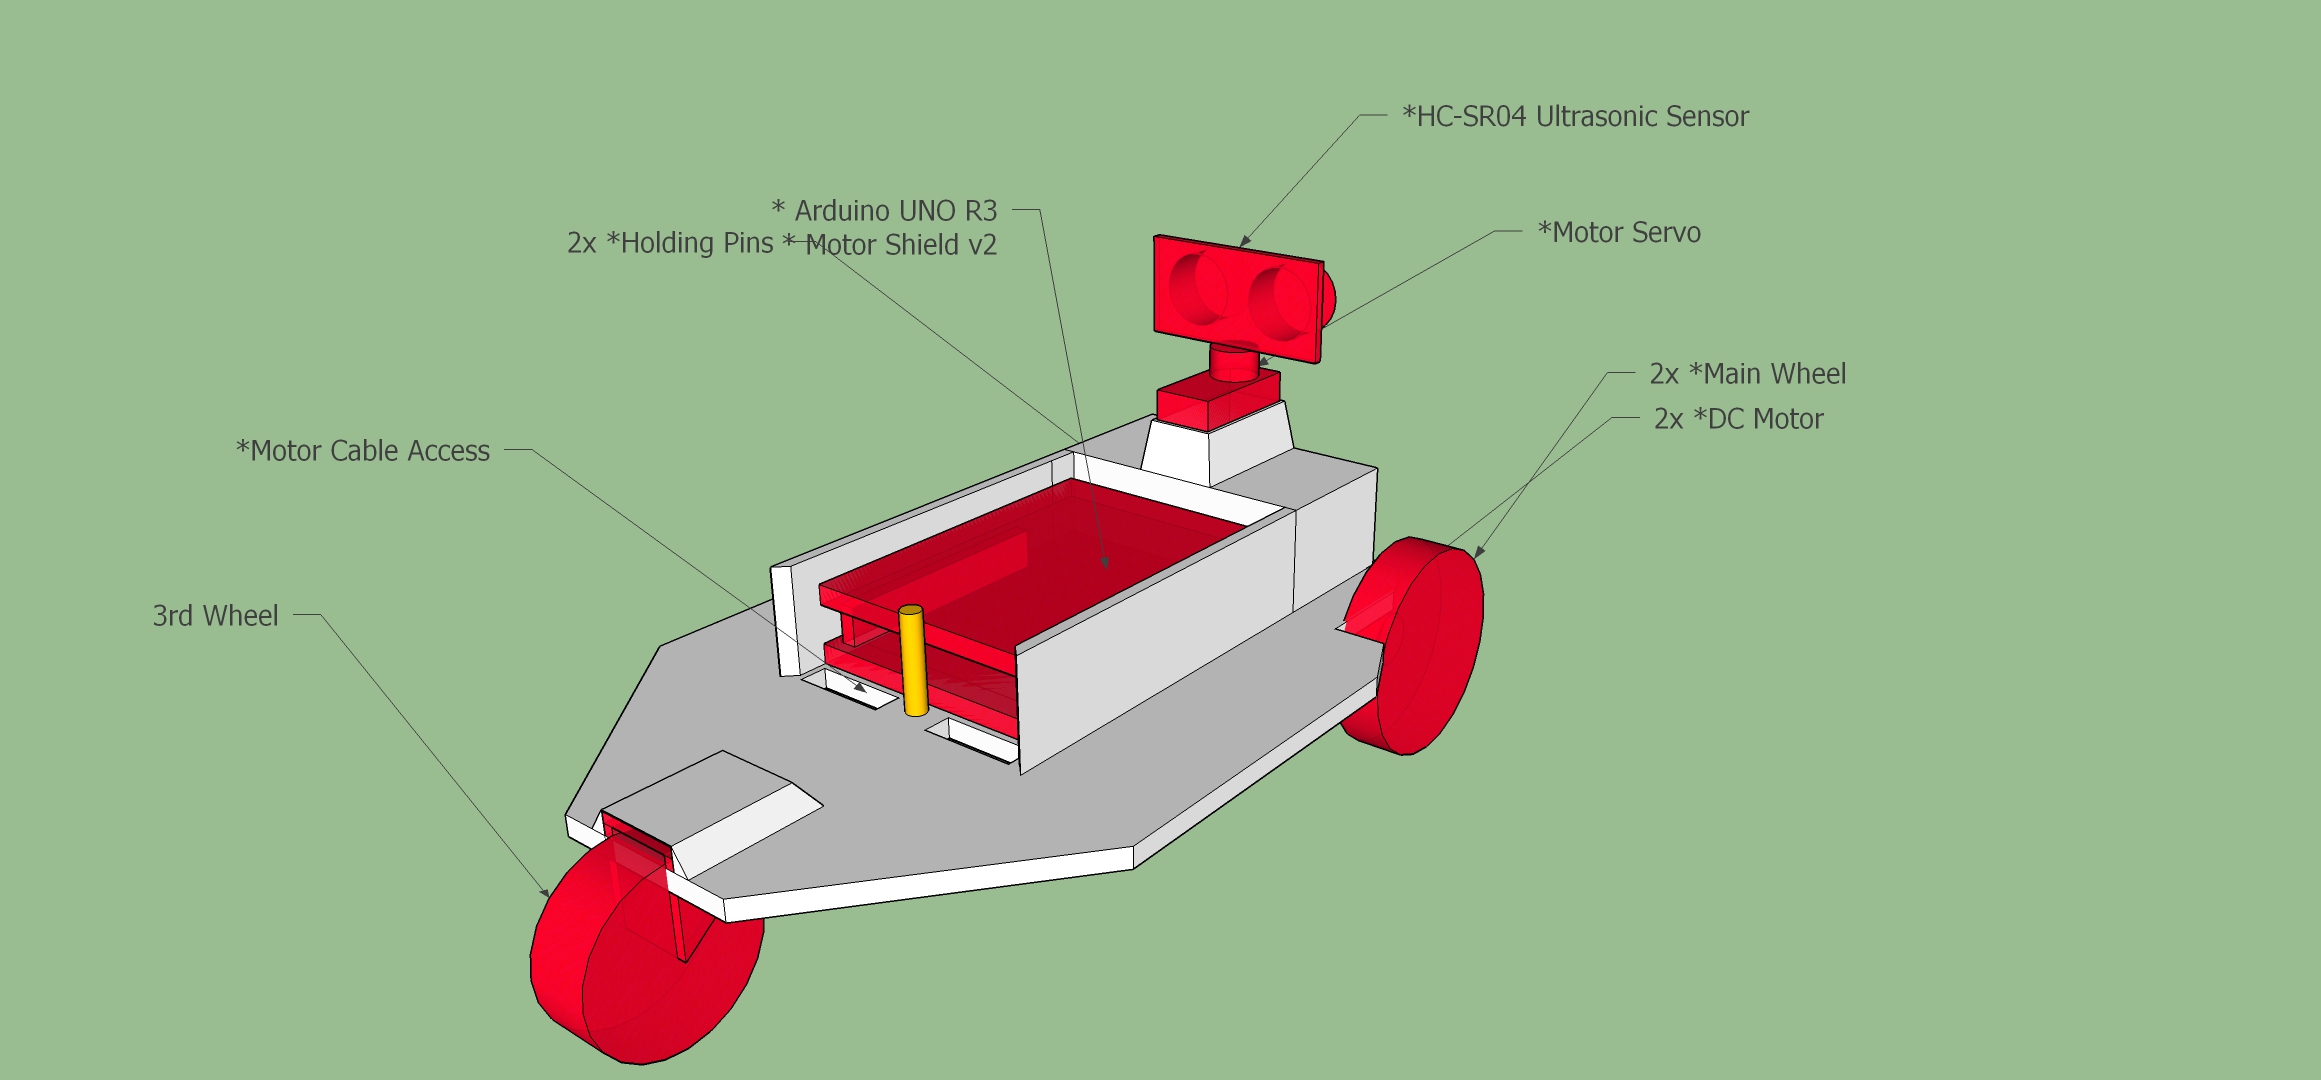 *HC-SR04 Ultrasonic Sensor
* Arduino UNO R3
* Motor Shield v2
2x *Holding Pins
*Motor Servo
2x *Main Wheel
2x *DC Motor
*Motor Cable Access
3rd Wheel